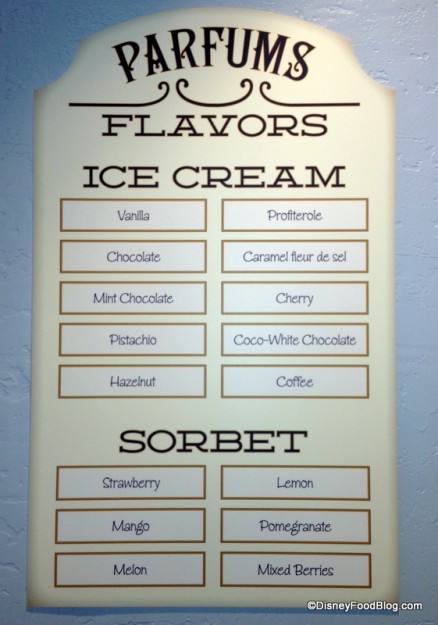 PARFUMS
FLAVORS
ICE CREAM
Vanilla Profiterole
Chocolate Caramel fleur de sel
Mint Chocolate Cherry
Pistachio Coco-White Chocolate
Hazelnut Coffee
SORBET
Strawberry Lemon
Mango Pomegranate
Melon Mixed Berries
©DisneyFoodBlog.com